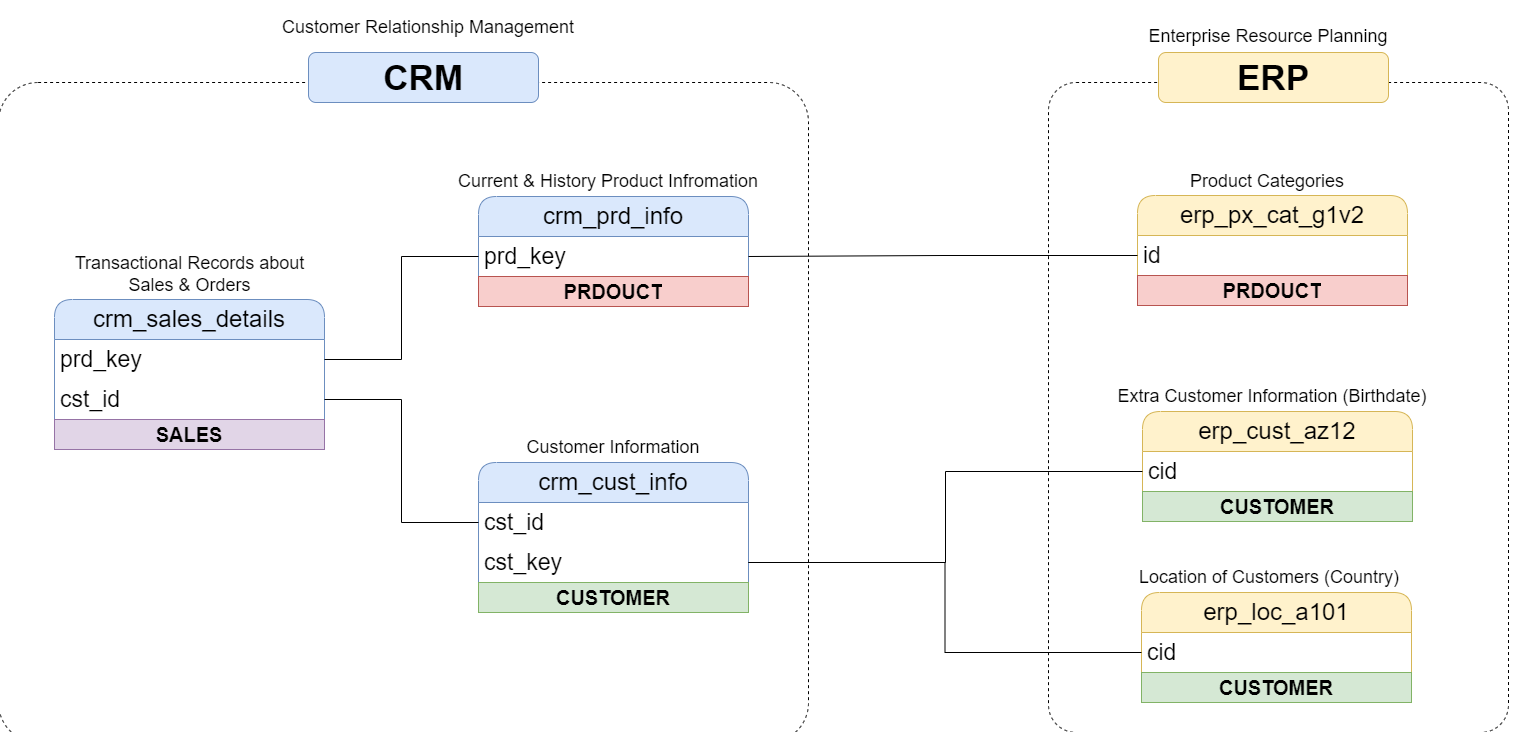 Customer Relationship Management
CRM
Enterprise Resource Planning
ERP
Transactional Records about
Sales & Orders
crm_sales_details
prd_key
cst_id
SALES
Current & History Product Infromation
crm_prd_info
prd_key
PRDOUCT
Customer Information
crm_cust_info
cst_id
cst_key
CUSTOMER
Product Categories
erp_px_cat_g1v2
id
PRDOUCT
Extra Customer Information (Birthdate)
erp_cust_az12
cid
CUSTOMER
Location of Customers (Country)
erp_loc_a101
cid
CUSTOMER